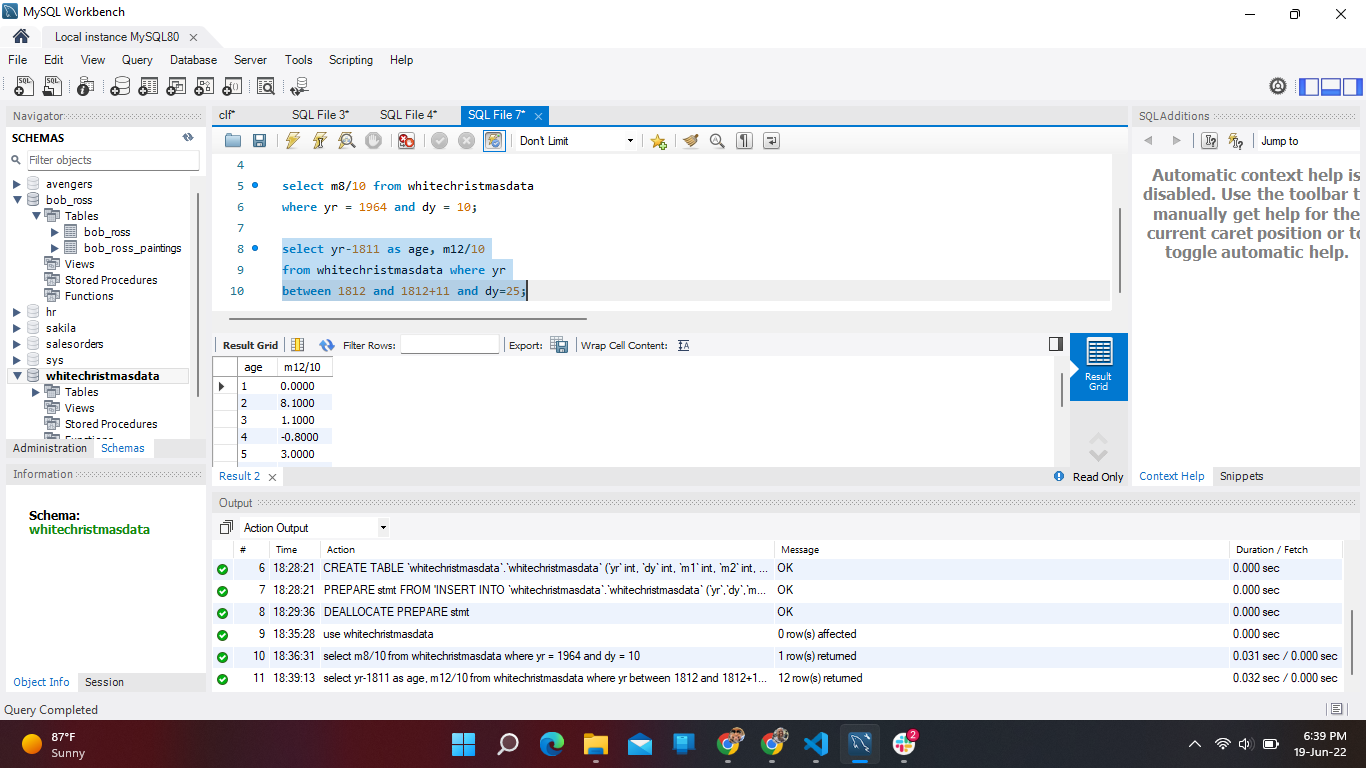 MySQL Workbench
Local instance MySQL80
File Edit View Query Database Server Tools Scripting Help
Navigator
SCHEMAS
Filter objects
avengers
bob_ross
Tables
bob_ross
bob_ross_paintings
Views
Stored Procedures
Functions
hr
sakila
salesorders
sys
whitechristmasdata
Tables
Views
Stored Procedures
Administration Schemas
Information
Schema:
whitechristmasdata
Object Info Session
clf* SQL File 3* SQL File 4* SQL File 7*
Don't Limit
4
5 select m8/10 from whitechristmasdata
6 where yr = 1964 and dy = 10;
7
8 select yr-1811 as age, m12/10
9 from whitechristmasdata where yr
10 between 1812 and 1812+11 and dy=25;
Result Grid Filter Rows: Export: Wrap Cell Content:
age m12/10
1 0.0000
2 8.1000
3 1.1000
4 -0.8000
5 3.0000
Result Grid
Result 2 Read Only
SQLAdditions
Jump to
Automatic context help is
disabled. Use the toolbar t
manually get help for the
current caret position or to
toggle automatic help.
Context Help Snippets
Output
Action Output
# Time Action Message Duration / Fetch
6 18:28:21 CREATE TABLE `whitechristmasdata`.`whitechristmasdata` (`yr` int, `dy` int, `m1` int, `m2` int, ... OK 0.000 sec
7 18:28:21 PREPARE stmt FROM 'INSERT INTO `whitechristmasdata`.`whitechristmasdata` (`yr`,`dy`,`m... OK 0.000 sec
8 18:29:36 DEALLOCATE PREPARE stmt OK 0.000 sec
9 18:35:28 use whitechristmasdata 0 row(s) affected 0.000 sec
10 18:36:31 select m8/10 from whitechristmasdata where yr = 1964 and dy = 10 1 row(s) returned 0.031 sec / 0.000 sec
11 18:39:13 select yr-1811 as age, m12/10 from whitechristmasdata where yr between 1812 and 1812+1... 12 row(s) returned 0.032 sec / 0.000 sec
Query Completed
87°F
Sunny
2
6:39 PM
19-Jun-22